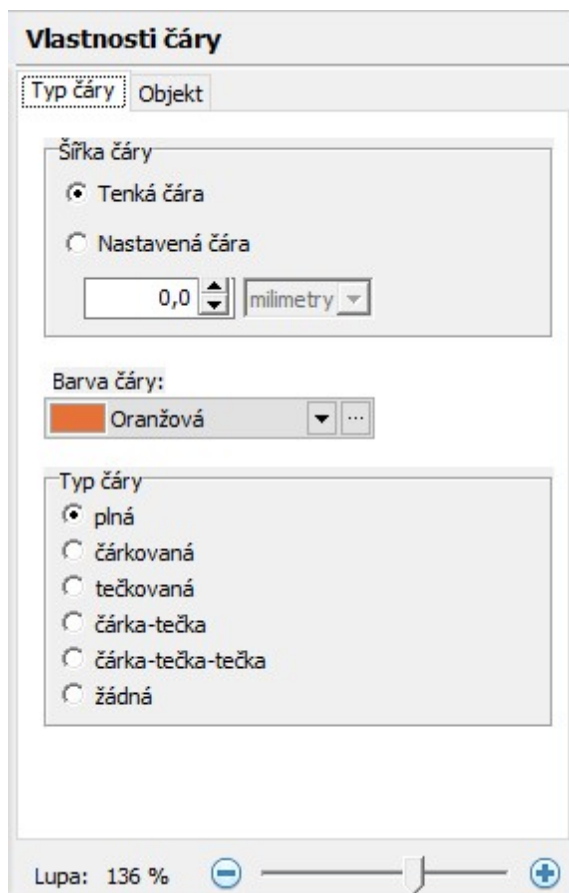 Vlastnosti čáry
Typ čáry Objekt
Šířka čáry
Tenká čára
Nastavená čára
0,0 milimetry
Barva čáry:
Oranžová ...
Typ čáry
plná
čárkovaná
tečkovaná
čárka-tečka
čárka-tečka-tečka
žádná
Lupa: 136 %